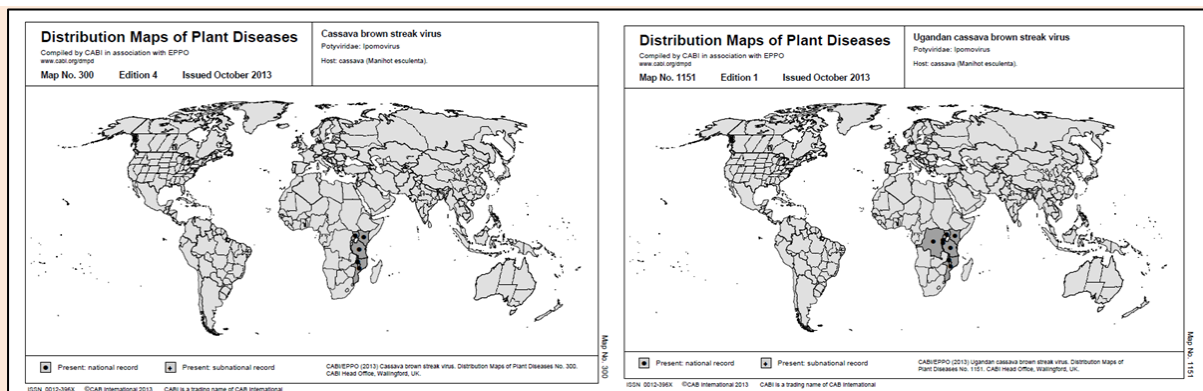 Distribution Maps of Plant Diseases
Compiled by CABI in association with EPPO
www.cabi.org/dmpd
Map No. 300 Edition 4 Issued October 2013
Cassava brown streak virus
Potyviridae: Ipomovirus
Host: cassava (Manihot esculenta).
Present: national record Present: subnational record
CABI/EPPO (2013) Cassava brown streak virus. Distribution Maps of Plant Diseases No. 300.
CABI Head Office, Wallingford, UK.
Map No. 300
ISSN 0012-396X ©CAB International 2013 CABI is a trading name of CAB International
Distribution Maps of Plant Diseases
Compiled by CABI in association with EPPO
www.cabi.org/dmpd
Map No. 1151 Edition 1 Issued October 2013
Ugandan cassava brown streak virus
Potyviridae: Ipomovirus
Host: cassava (Manihot esculenta).
Present: national record Present: subnational record
CABI/EPPO (2013) Ugandan cassava brown streak virus. Distribution Maps of
Plant Diseases No. 1151. CABI Head Office, Wallingford, UK.
Map No. 1151
ISSN 0012-396X ©CAB International 2013 CABI is a trading name of CAB International